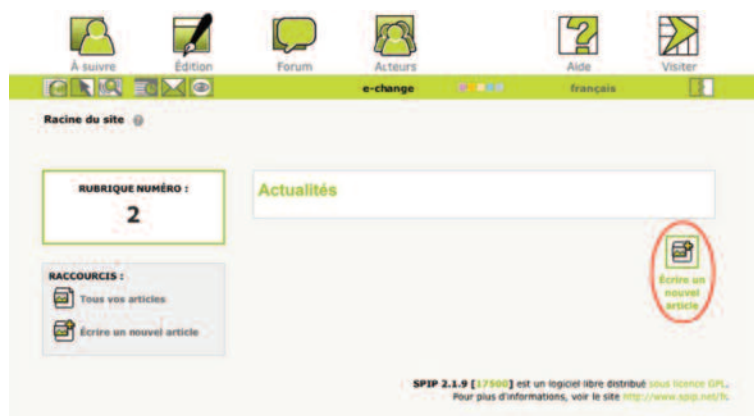 À suivre Édition Forum Acteurs Aide Visiter
e-change français
Racine du site
RUBRIQUE NUMÉRO :
2
Actualités
Écrire un
nouvel
article
RACCOURCIS :
Tous vos articles
Écrire un nouvel article
SPIP 2.1.9 [17500] est un logiciel libre distribué sous licence GPL.
Pour plus d'informations, voir le site http://www.spip.net/fr.